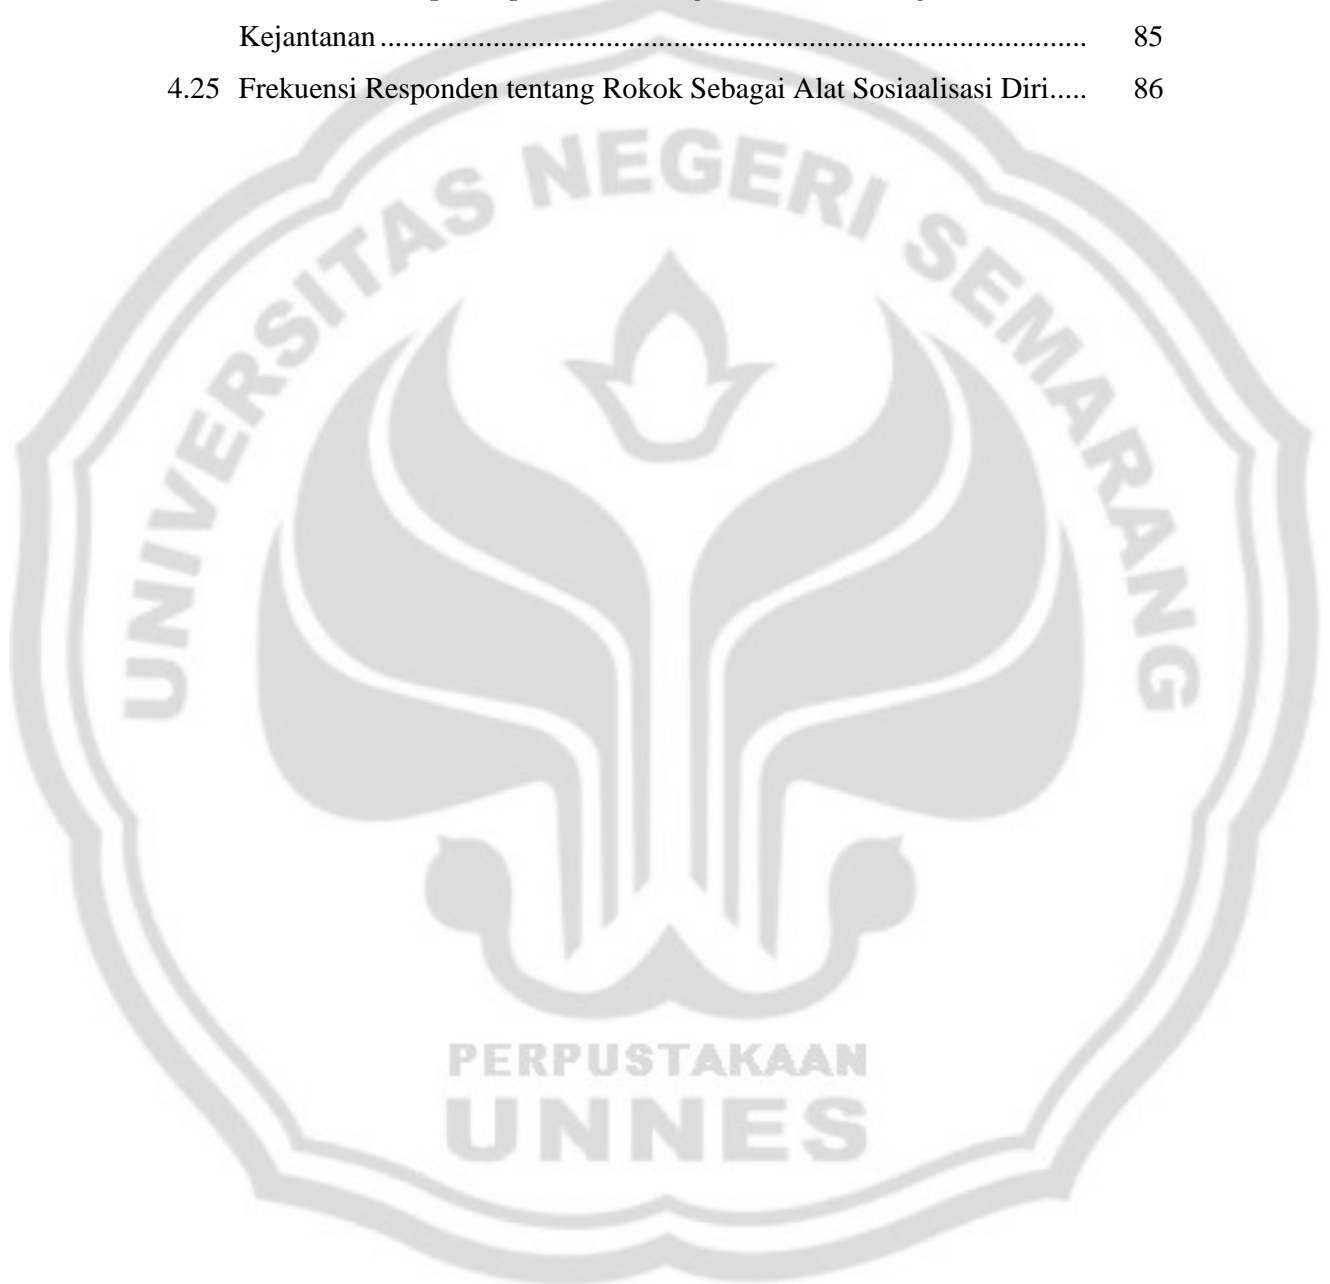 Kejantanan ............................................................................................. 85
4.25 Frekuensi Responden tentang Rokok Sebagai Alat Sosiaalisasi Diri..... 86
UNIVERSITAS NEGERI SEMARANG
PERPUSTAKAAN
UNNES